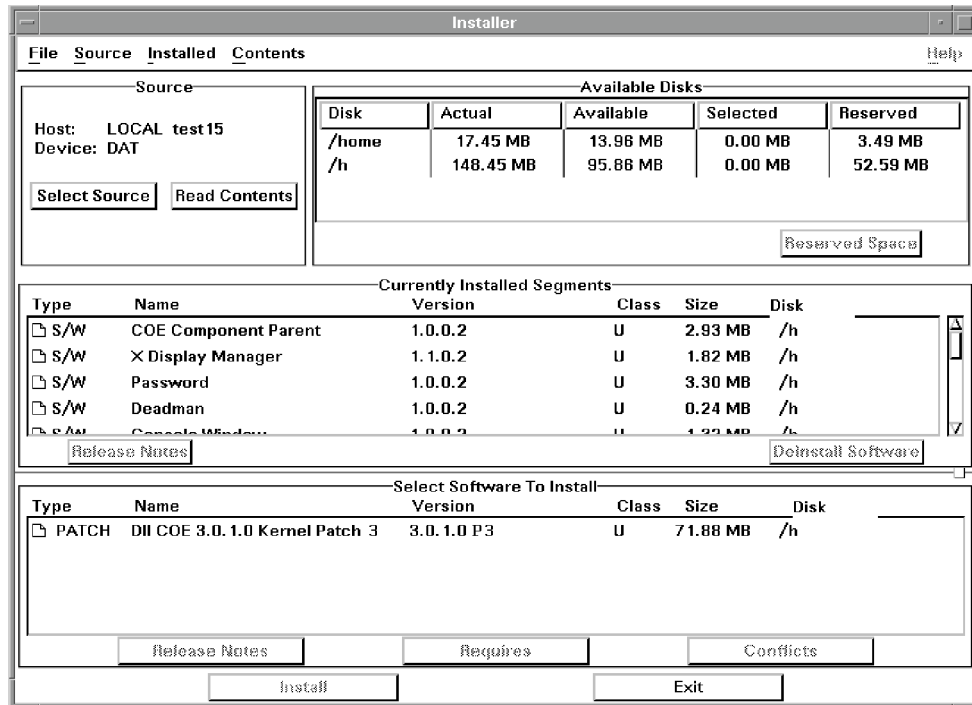 Installer
File Source Installed Contents Help
Source
Host: LOCAL test15
Device: DAT
Select Source Read Contents
Available Disks
Disk Actual Available Selected Reserved
/home 17.45 MB 13.96 MB 0.00 MB 3.49 MB
/h 148.45 MB 95.86 MB 0.00 MB 52.59 MB
Reserved Space
Currently Installed Segments
Type Name Version Class Size Disk
S/W COE Component Parent 1.0.0.2 U 2.93 MB /h
S/W X Display Manager 1.1.0.2 U 1.82 MB /h
S/W Password 1.0.0.2 U 3.30 MB /h
S/W Deadman 1.0.0.2 U 0.24 MB /h
S/W Console Window U /h
Release Notes Deinstall Software
Select Software To Install
Type Name Version Class Size Disk
PATCH DII COE 3.0.1.0 Kernel Patch 3 3.0.1.0 P3 U 71.88 MB /h
Release Notes Requires Conflicts
Install Exit